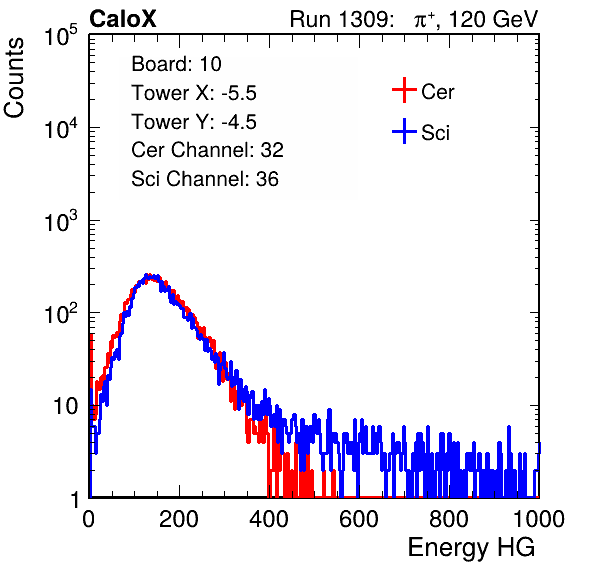 CaloX Run 1309: π⁺, 120 GeV
Counts
10⁵
10⁴
10³
10²
10
1
Board: 10
Tower X: -5.5
Tower Y: -4.5
Cer Channel: 32
Sci Channel: 36
Cer
Sci
0 200 400 600 800 1000
Energy HG